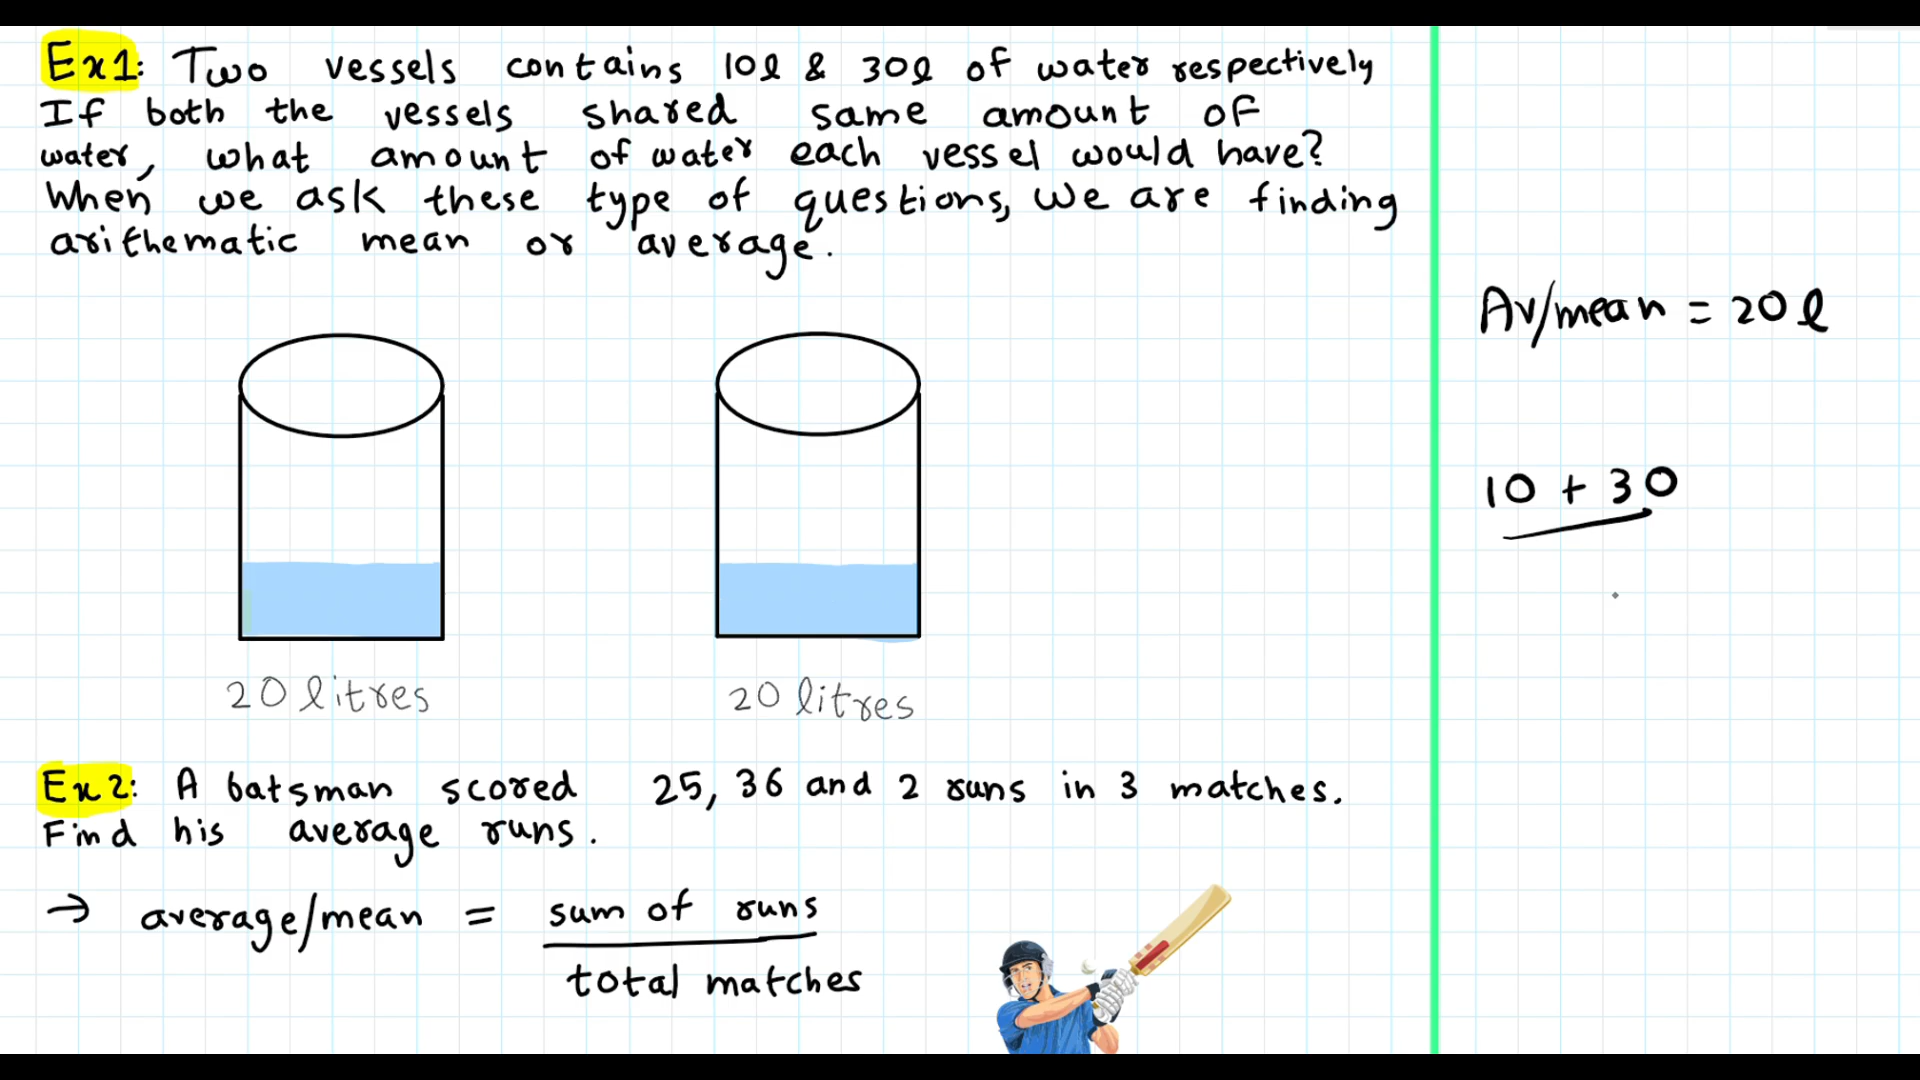 Ex1: Two vessels contains 10l & 30l of water respectively
If both the vessels shared same amount of
water, what amount of water each vessel would have?
When we ask these type of questions, we are finding
arithematic mean or average.
Av/mean = 20 l
10 + 30
20 litres
20 litres
Ex2: A batsman scored 25, 36 and 2 runs in 3 matches.
Find his average runs.
→ average/mean = sum of runs
total matches